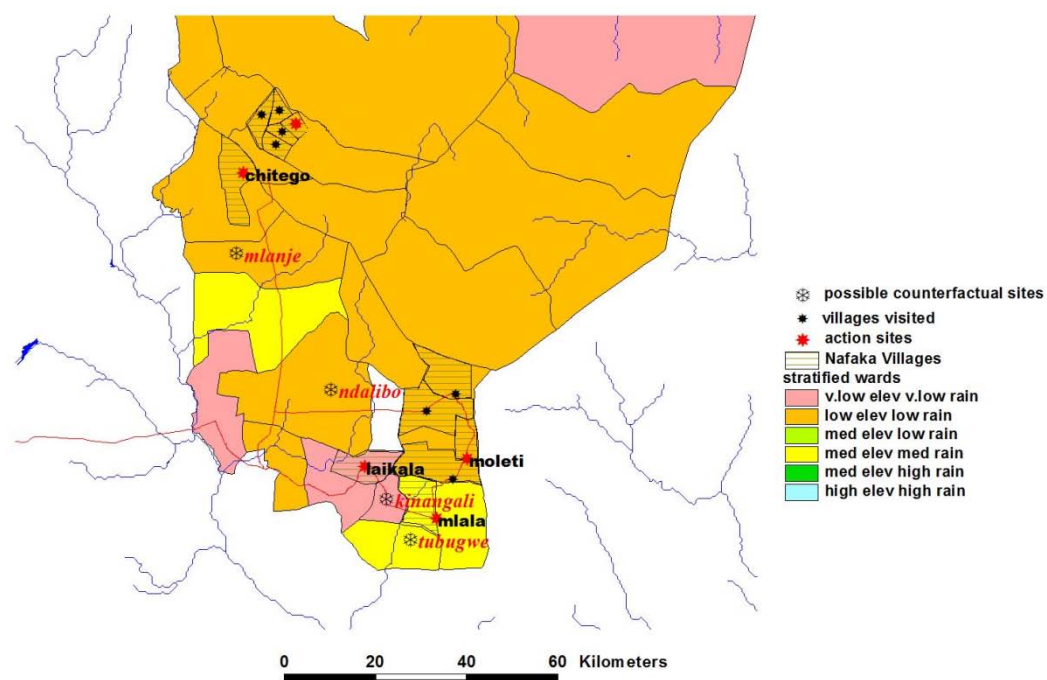 chitego
mlanje
ndalibo
laikala
moleti
kinangali
mlala
tubugwe
possible counterfactual sites
villages visited
action sites
Nafaka Villages
stratified wards
v.low elev v.low rain
low elev low rain
med elev low rain
med elev med rain
med elev high rain
high elev high rain
0 20 40 60 Kilometers